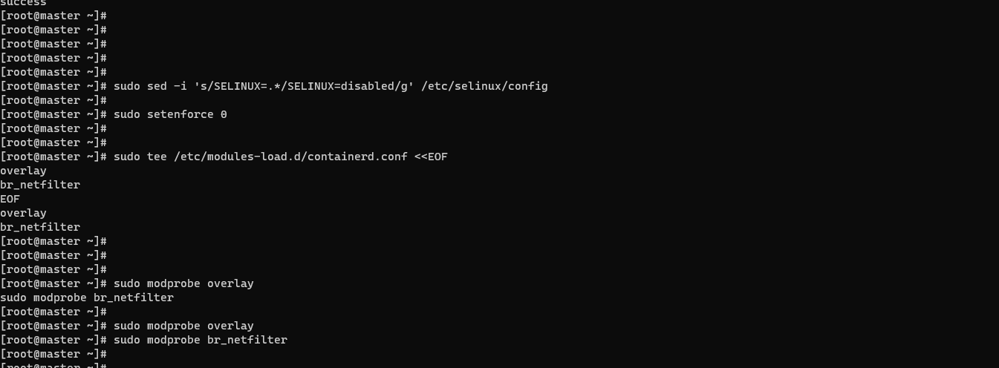 success
[root@master ~]#
[root@master ~]#
[root@master ~]#
[root@master ~]#
[root@master ~]#
[root@master ~]# sudo sed -i 's/SELINUX=.*/SELINUX=disabled/g' /etc/selinux/config
[root@master ~]#
[root@master ~]# sudo setenforce 0
[root@master ~]#
[root@master ~]#
[root@master ~]# sudo tee /etc/modules-load.d/containerd.conf <<EOF
overlay
br_netfilter
EOF
overlay
br_netfilter
[root@master ~]#
[root@master ~]#
[root@master ~]#
[root@master ~]# sudo modprobe overlay
sudo modprobe br_netfilter
[root@master ~]#
[root@master ~]# sudo modprobe overlay
[root@master ~]# sudo modprobe br_netfilter
[root@master ~]#
[root@master ~]#